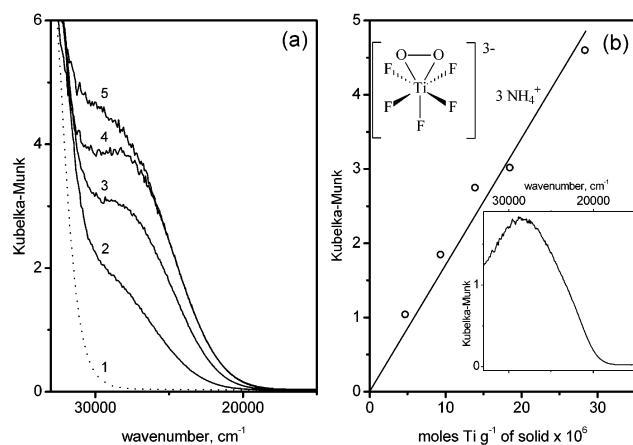 6
4
2
0
Kubelka-Munk
(a)
5
4
3
2
1
30000 20000
wavenumber, cm-1
5
4
3
2
1
0
Kubelka-Munk
(b)
O O
F Ti F
F F
F
3-
3 NH4+
wavenumber, cm-1
30000 20000
1
0
Kubelka-Munk
0 10 20 30
moles Ti g-1 of solid x 10^6